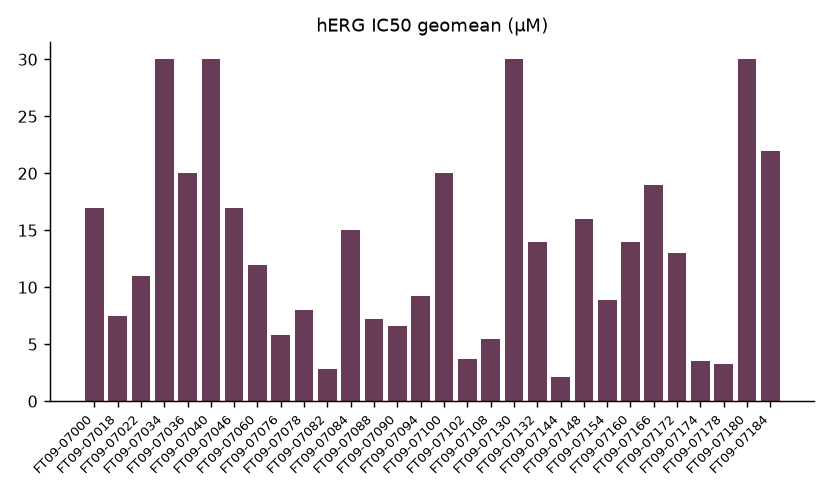 hERG IC50 geomean (µM)
30
25
20
15
10
5
0
FT09-07000
FT09-07018
FT09-07022
FT09-07034
FT09-07036
FT09-07040
FT09-07046
FT09-07060
FT09-07076
FT09-07078
FT09-07082
FT09-07084
FT09-07088
FT09-07090
FT09-07094
FT09-07100
FT09-07102
FT09-07108
FT09-07130
FT09-07132
FT09-07144
FT09-07148
FT09-07154
FT09-07160
FT09-07166
FT09-07172
FT09-07174
FT09-07178
FT09-07180
FT09-07184